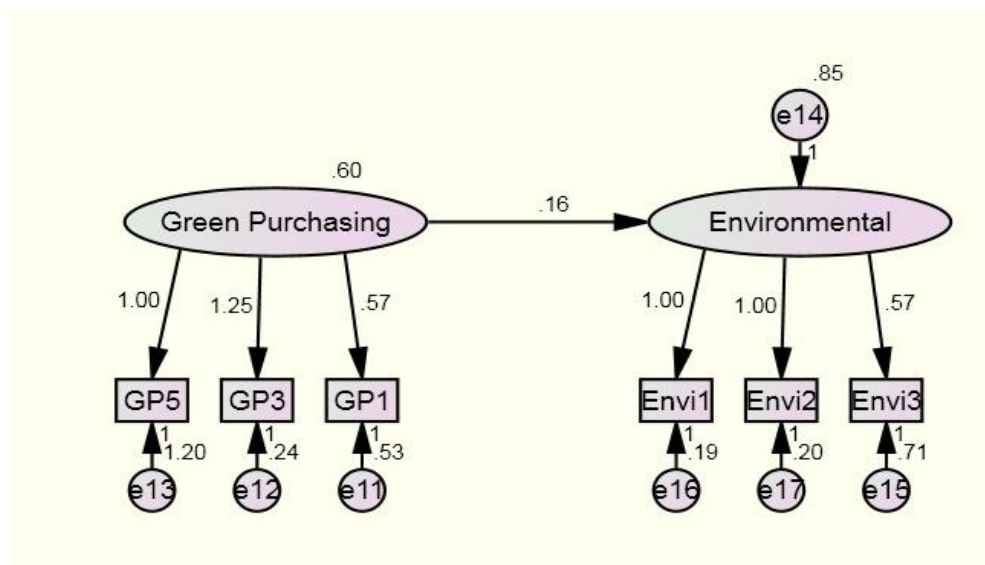 .85
e14
1
.60
Green Purchasing
.16
Environmental
1.00
1.25
.57
1.00
1.00
.57
GP5
GP3
GP1
Envi1
Envi2
Envi3
1
1.20
1
.24
1
.53
1
.19
1
.20
1
.71
e13
e12
e11
e16
e17
e15